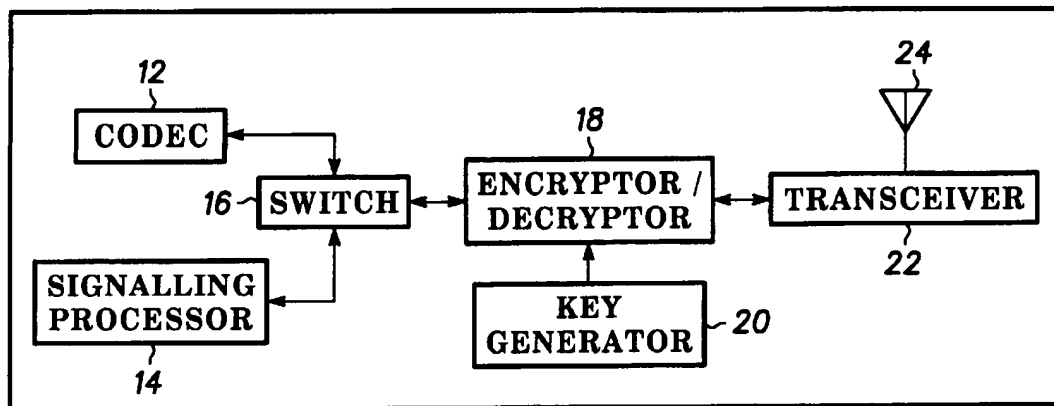 12
CODEC
16
SWITCH
SIGNALLING
PROCESSOR
14
18
ENCRYPTOR /
DECRYPTOR
KEY
GENERATOR
20
24
TRANSCEIVER
22